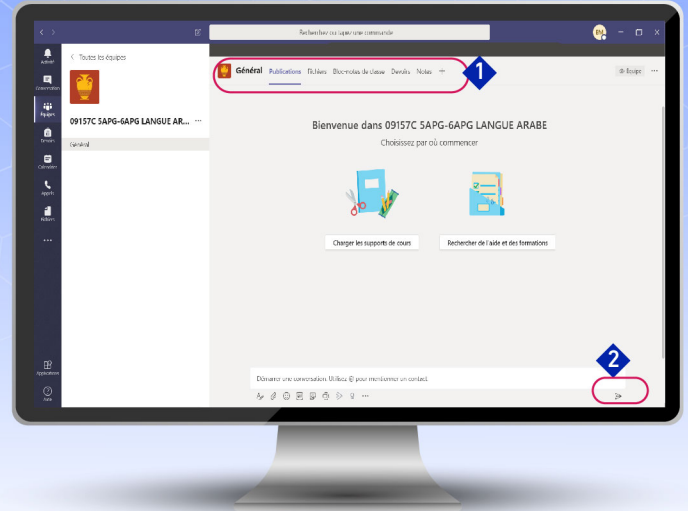 Rechercher ou tapez une commande
EN
Activité
Conversation
Équipes
Devoirs
Calendrier
Appels
Fichiers
Applications
Aide
< Toutes les équipes
09157C 5APG-6APG LANGUE AR... ...
Général
Général Publications Fichiers Bloc-notes de classe Devoirs Notes +
1
Équipe ...
Bienvenue dans 09157C 5APG-6APG LANGUE ARABE
Choisissez par où commencer
Charger les supports de cours
Rechercher de l'aide et des formations
2
Démarrer une conversation. Utilisez @ pour mentionner un contact.